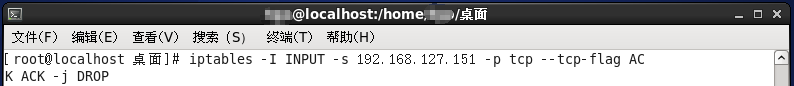 @localhost:/home/ /桌面
文件(F) 编辑(E) 查看(V) 搜索 (S) 终端(T) 帮助(H)
[root@localhost 桌面]# iptables -I INPUT -s 192.168.127.151 -p tcp --tcp-flag AC
K ACK -j DROP